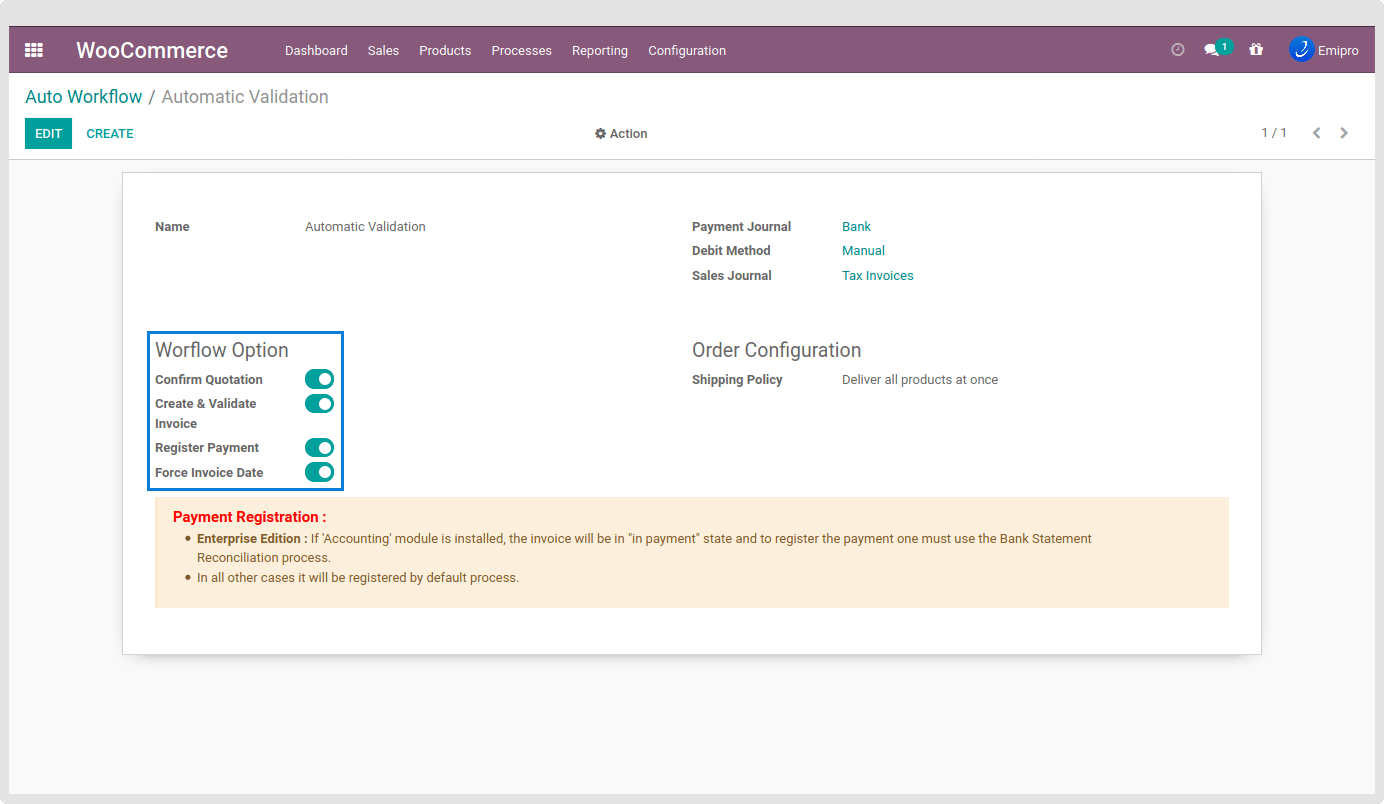 WooCommerce Dashboard Sales Products Processes Reporting Configuration 1 Emipro
Auto Workflow / Automatic Validation
EDIT CREATE Action 1 / 1
Name Automatic Validation Payment Journal Bank
Debit Method Manual
Sales Journal Tax Invoices
Worflow Option Order Configuration
Confirm Quotation Shipping Policy Deliver all products at once
Create & Validate
Invoice
Register Payment
Force Invoice Date
Payment Registration :
• Enterprise Edition : If 'Accounting' module is installed, the invoice will be in "in payment" state and to register the payment one must use the Bank Statement
Reconciliation process.
• In all other cases it will be registered by default process.